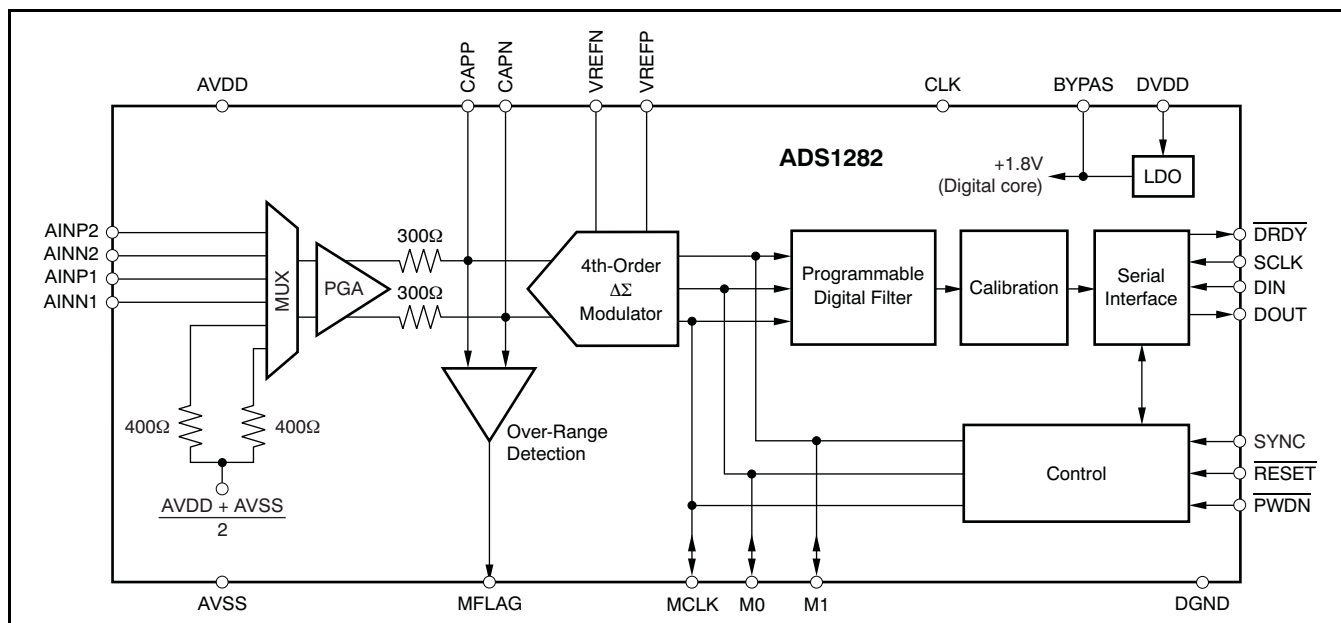 AVDD
CAPP
CAPN
VREFN
VREFP
CLK
BYPAS
DVDD
ADS1282
+1.8V
(Digital core)
LDO
AINP2
AINN2
AINP1
AINN1
MUX
PGA
300Ω
300Ω
4th-Order
ΔΣ
Modulator
Programmable
Digital Filter
Calibration
Serial
Interface
DRDY
SCLK
DIN
DOUT
400Ω
400Ω
AVDD + AVSS
2
Over-Range
Detection
Control
SYNC
RESET
PWDN
AVSS
MFLAG
MCLK
M0
M1
DGND